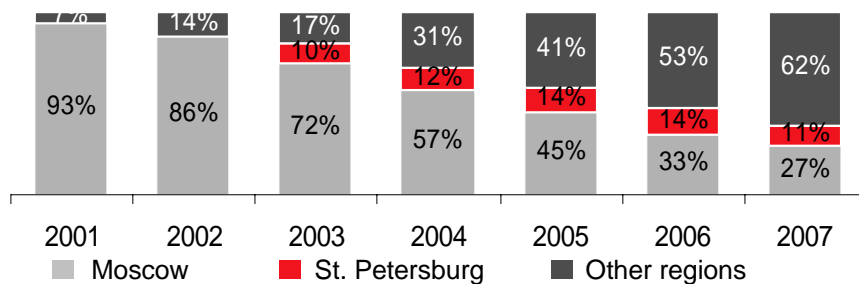 7% 14% 17% 31% 41% 53% 62%
10% 12% 14% 14% 11%
93% 86% 72% 57% 45% 33% 27%
2001 2002 2003 2004 2005 2006 2007
Moscow St. Petersburg Other regions